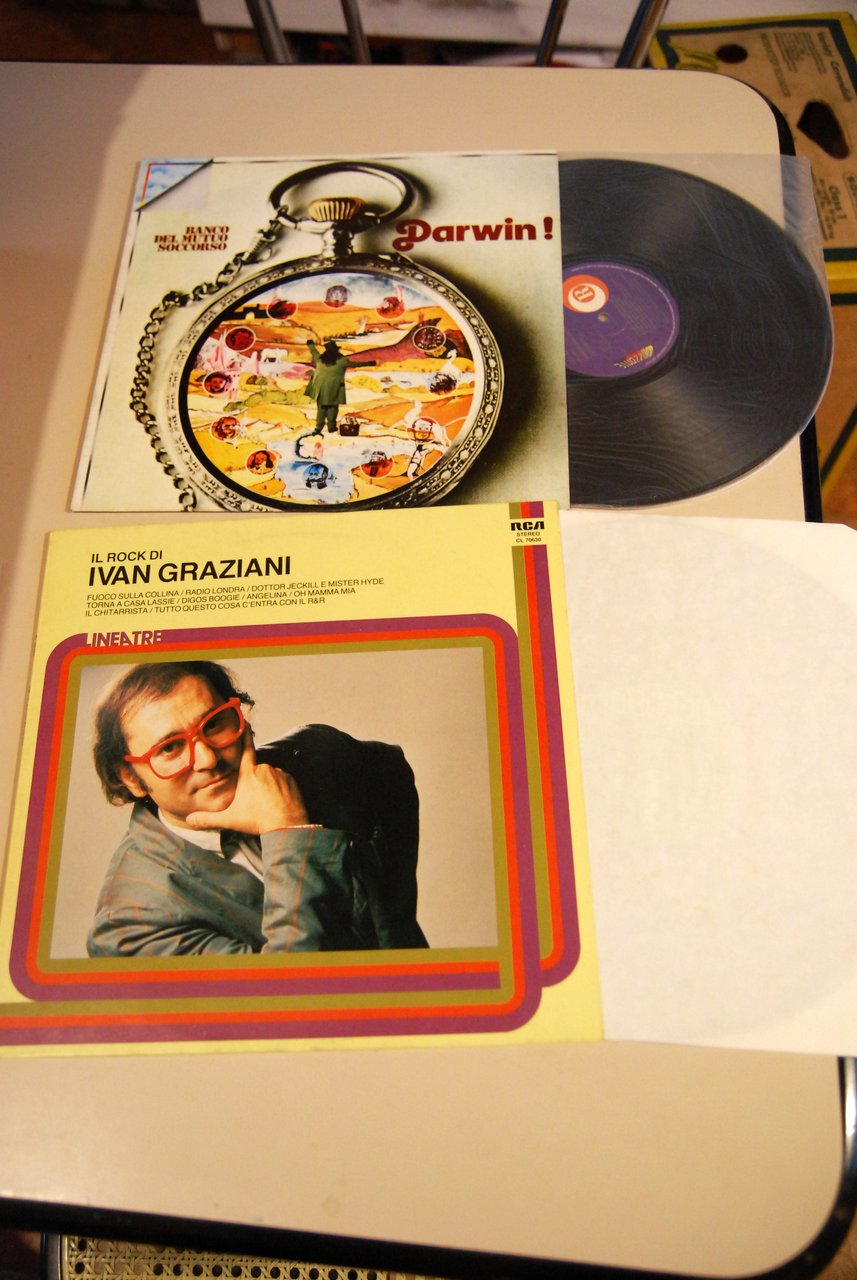 BANCO
DEL MUTUO
SOCCORSO
Darwin!
RCA
STEREO
CL 70630
IL ROCK DI
IVAN GRAZIANI
FUOCO SULLA COLLINA / RADIO LONDRA / DOTTOR JECKILL E MISTER HYDE
TORNA A CASA LASSIE / DIGOS BOOGIE / ANGELINA / OH MAMMA MIA
IL CHITARRISTA / TUTTO QUESTO COSA C'ENTRA CON IL R&R
LINEATRE